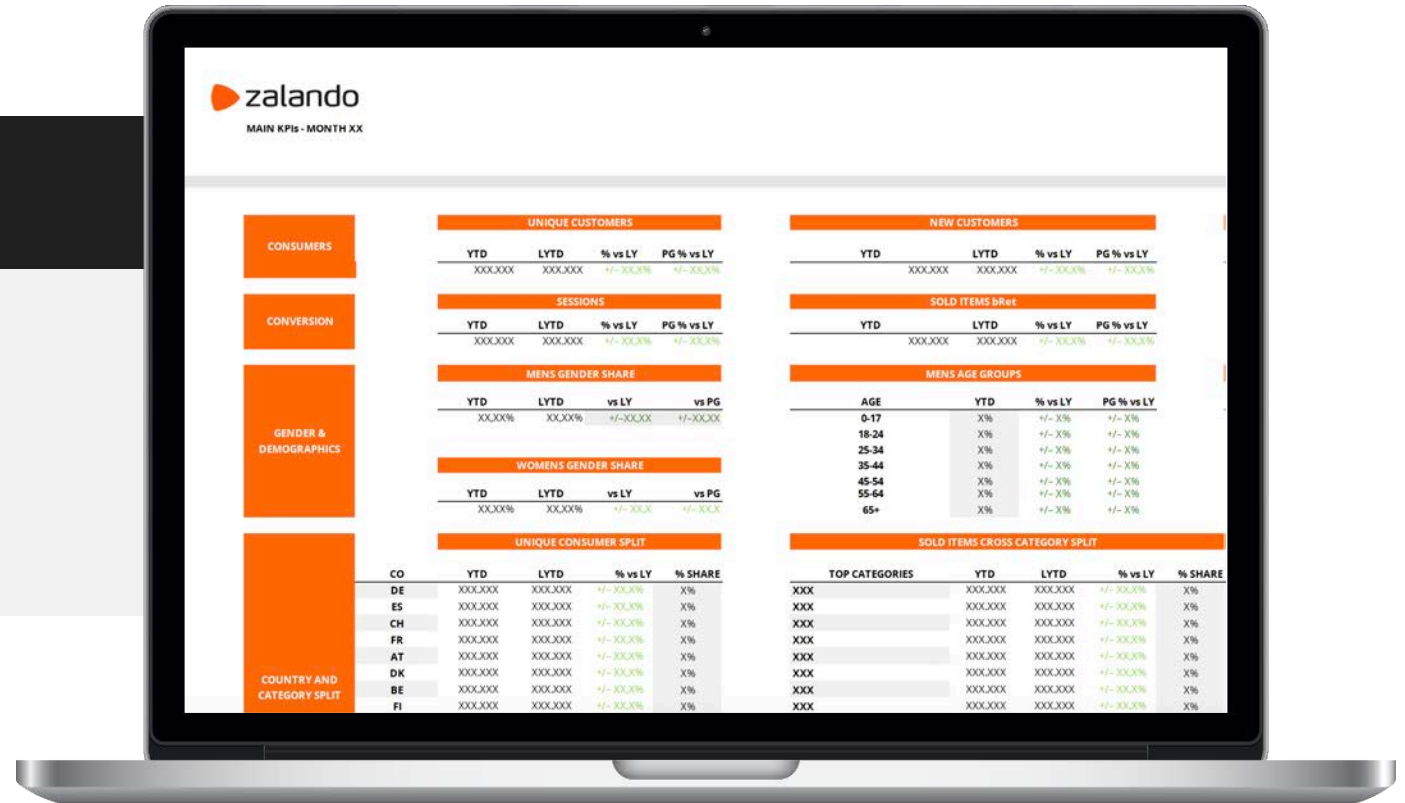 zalando
MAIN KPIs - MONTH XX
CONSUMERS
UNIQUE CUSTOMERS
YTD LYTD % vs LY PG % vs LY
XXX.XXX XXX.XXX +/- XX,X% +/- XX,X%
NEW CUSTOMERS
YTD LYTD % vs LY PG % vs LY
XXX.XXX XXX.XXX +/- XX,X% +/- XX,X%
CONVERSION
SESSIONS
YTD LYTD % vs LY PG % vs LY
XXX.XXX XXX.XXX +/- XX,X% +/- XX,X%
SOLD ITEMS bRet
YTD LYTD % vs LY PG % vs LY
XXX.XXX XXX.XXX +/- XX,X% +/- XX,X%
GENDER &
DEMOGRAPHICS
MENS GENDER SHARE
YTD LYTD vs LY vs PG
XX,XX% XX,XX% +/-XX,XX +/-XX,XX
WOMENS GENDER SHARE
YTD LYTD vs LY vs PG
XX,XX% XX,XX% +/- XX,X +/- XX,X
MENS AGE GROUPS
AGE YTD % vs LY PG % vs LY
0-17 X% +/- X% +/- X%
18-24 X% +/- X% +/- X%
25-34 X% +/- X% +/- X%
35-44 X% +/- X% +/- X%
45-54 X% +/- X% +/- X%
55-64 X% +/- X% +/- X%
65+ X% +/- X% +/- X%
COUNTRY AND
CATEGORY SPLIT
UNIQUE CONSUMER SPLIT
CO YTD LYTD % vs LY % SHARE
DE XXX.XXX XXX.XXX +/- XX,X% X%
ES XXX.XXX XXX.XXX +/- XX,X% X%
CH XXX.XXX XXX.XXX +/- XX,X% X%
FR XXX.XXX XXX.XXX +/- XX,X% X%
AT XXX.XXX XXX.XXX +/- XX,X% X%
DK XXX.XXX XXX.XXX +/- XX,X% X%
BE XXX.XXX XXX.XXX +/- XX,X% X%
FI XXX.XXX XXX.XXX +/- XX,X% X%
SOLD ITEMS CROSS CATEGORY SPLIT
TOP CATEGORIES YTD LYTD % vs LY % SHARE
XXX XXX.XXX XXX.XXX +/- XX,X% X%
XXX XXX.XXX XXX.XXX +/- XX,X% X%
XXX XXX.XXX XXX.XXX +/- XX,X% X%
XXX XXX.XXX XXX.XXX +/- XX,X% X%
XXX XXX.XXX XXX.XXX +/- XX,X% X%
XXX XXX.XXX XXX.XXX +/- XX,X% X%
XXX XXX.XXX XXX.XXX +/- XX,X% X%
XXX XXX.XXX XXX.XXX +/- XX,X% X%